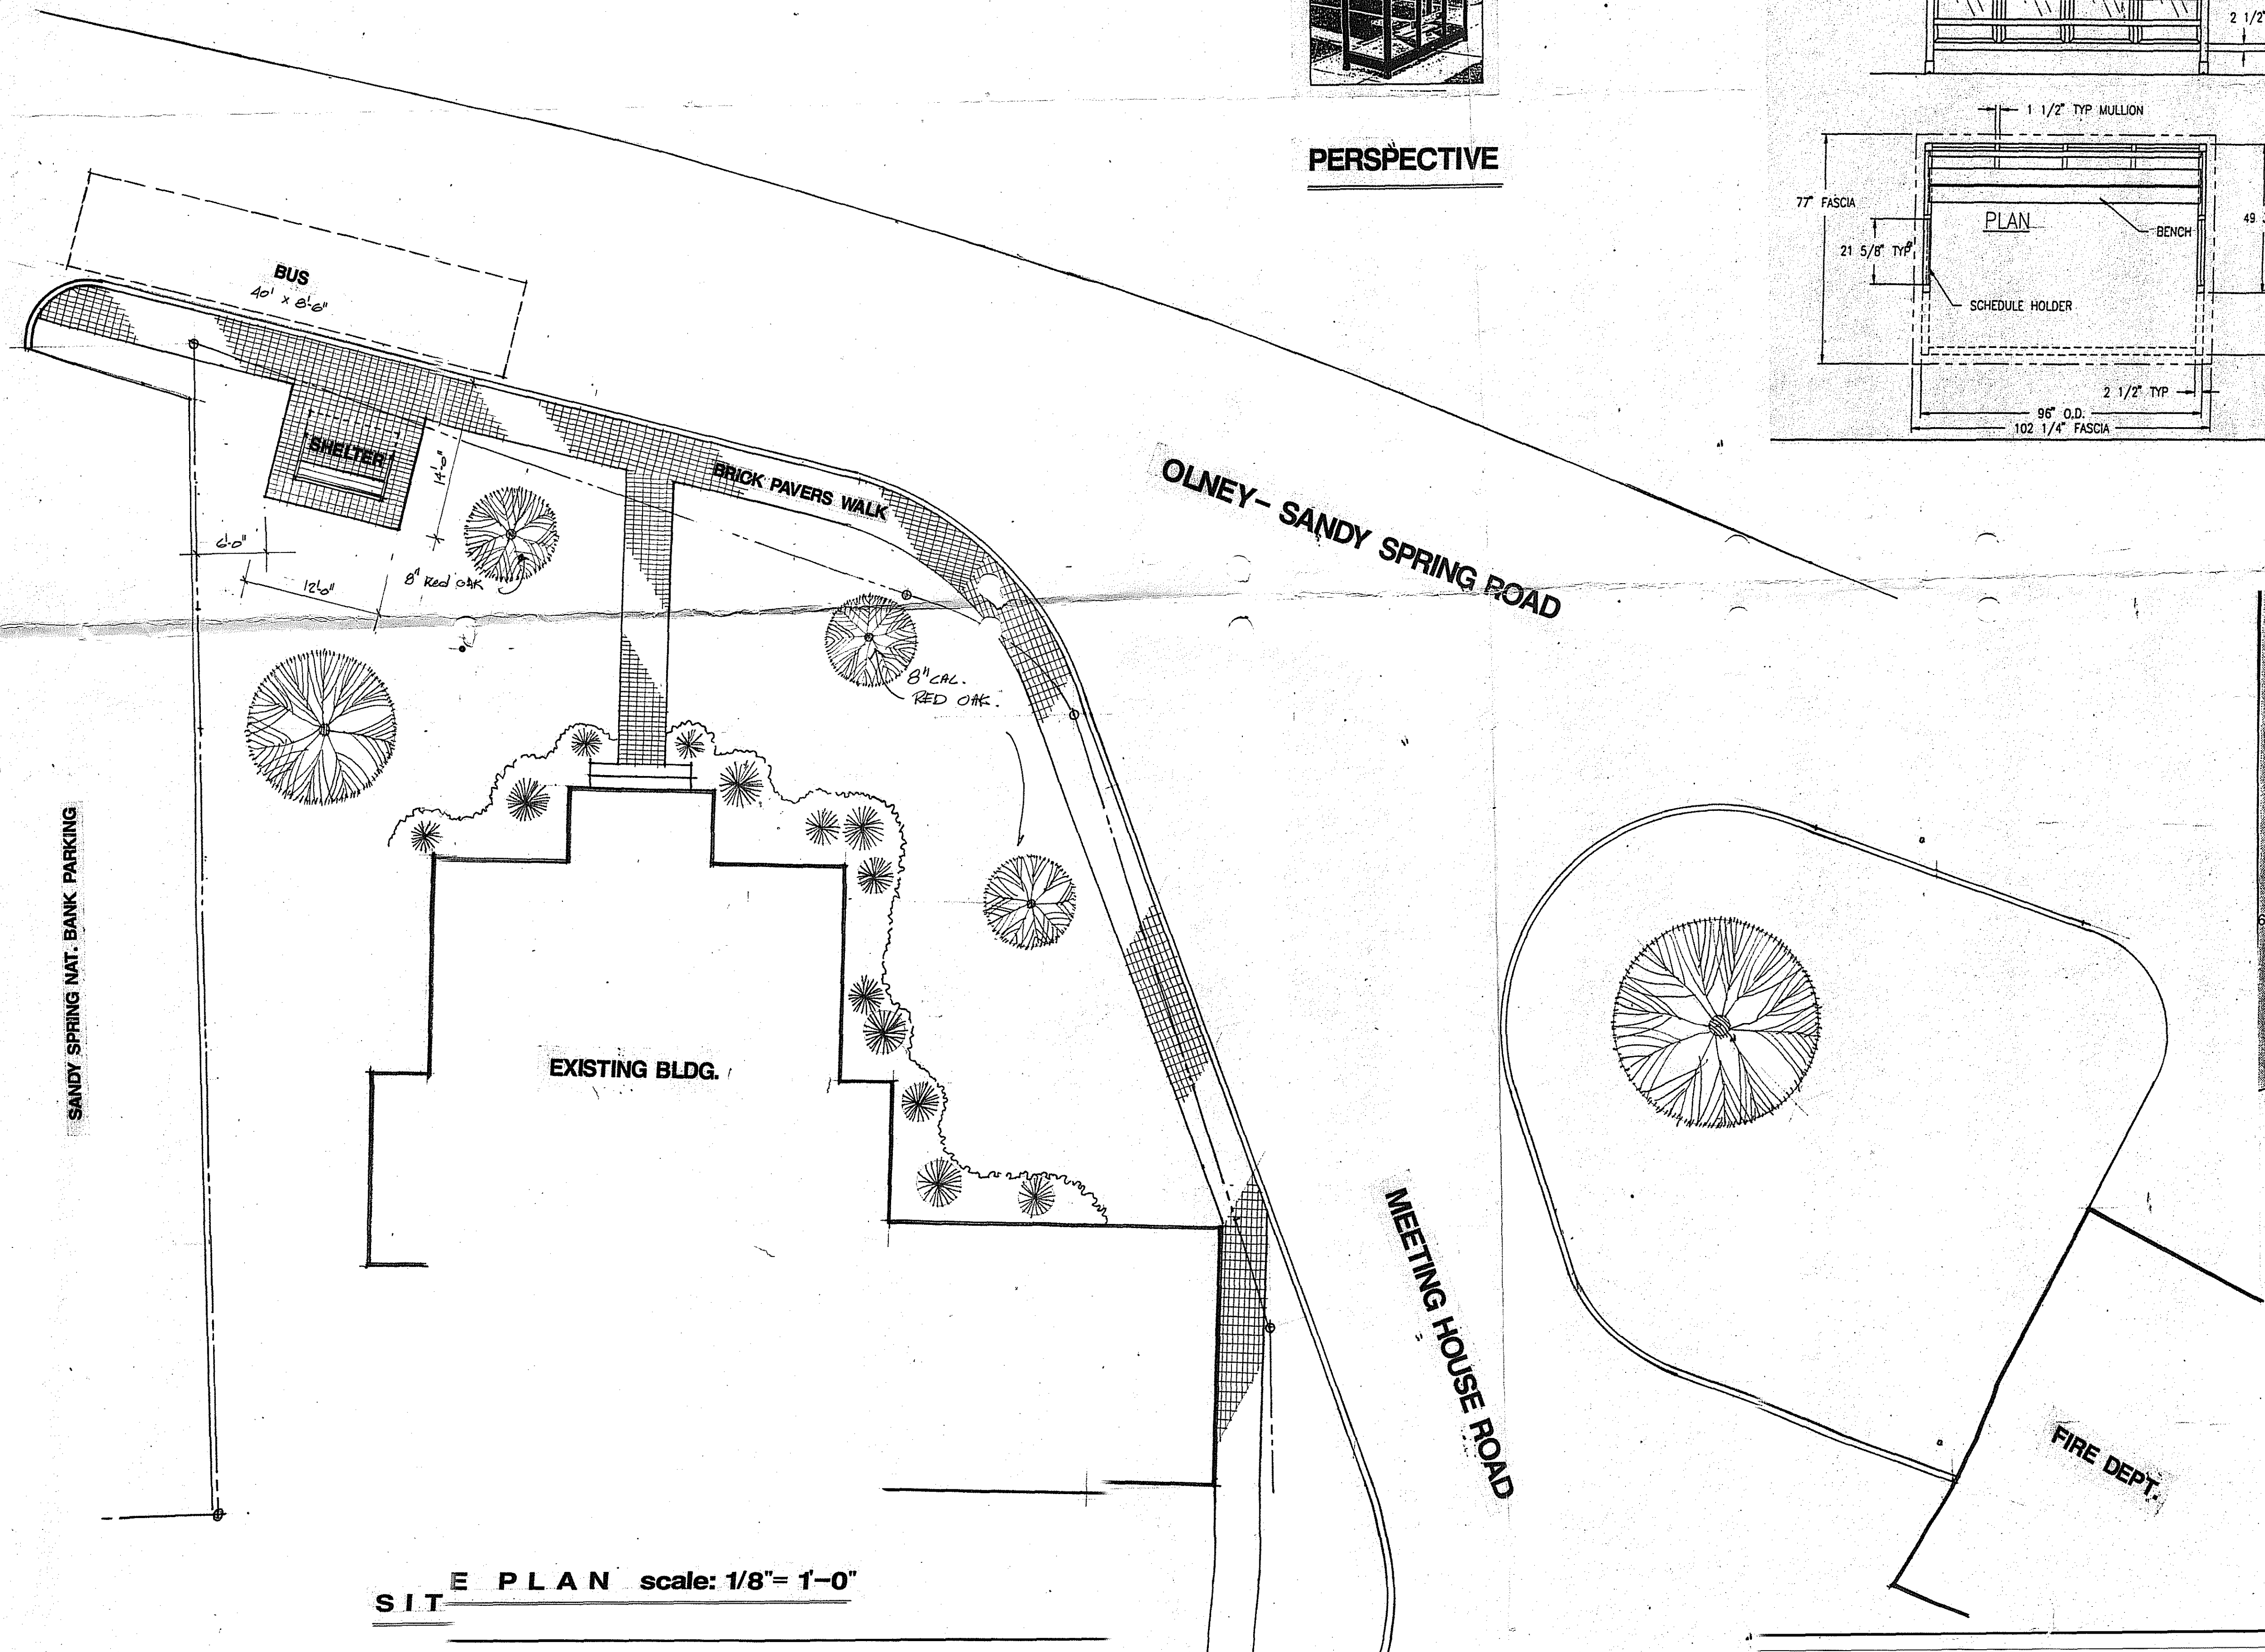 2 1/2"
1 1/2" TYP MULLION
PERSPECTIVE
77" FASCIA
PLAN
49
BENCH
21 5/8" TYP
SCHEDULE HOLDER
2 1/2" TYP
96" O.D.
102 1/4" FASCIA
BUS
40' x 8'-6"
SHELTER
14'-0"
BRICK PAVERS WALK
OLNEY- SANDY SPRING ROAD
6'-0"
12'-0"
8" Red OAK
8" CAL.
RED OAK.
SANDY SPRING NAT. BANK PARKING
EXISTING BLDG.
MEETING HOUSE ROAD
FIRE DEPT.
SITE PLAN scale: 1/8"= 1'-0"